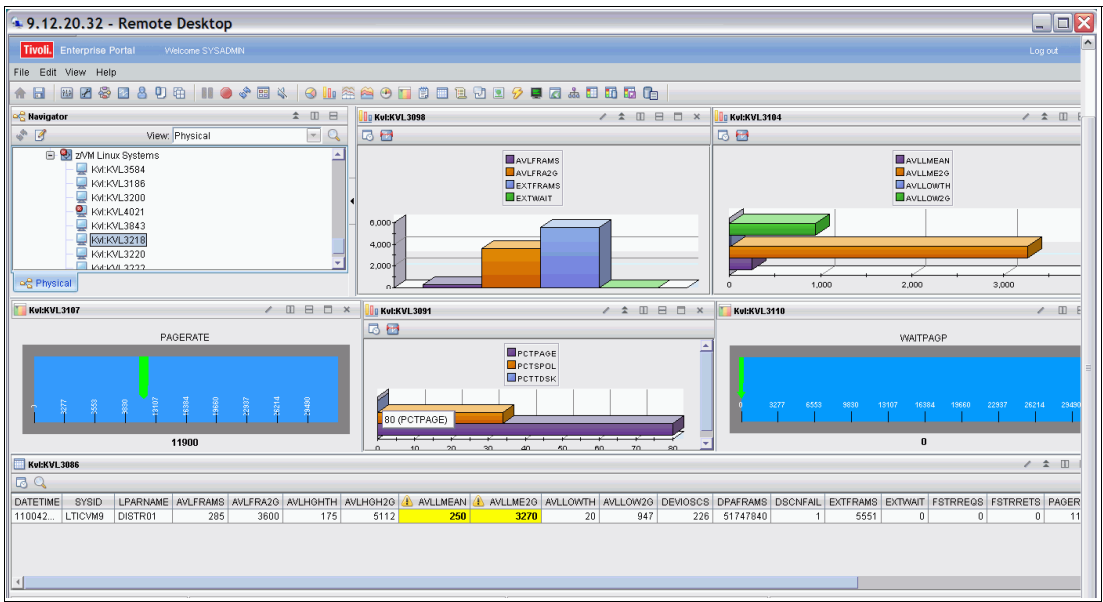 9.12.20.32 - Remote Desktop
Tivoli. Enterprise Portal Welcome SYSADMIN Log out
File Edit View Help
Navigator
View: Physical
z/VM Linux Systems
Kvl:KVL3584
Kvl:KVL3186
Kvl:KVL3200
Kvl:KVL4021
Kvl:KVL3843
Kvl:KVL3218
Kvl:KVL3220
Kvl:KVL3222
Physical
Kvl:KVL3098
AVLFRAMS
AVLFRA2G
EXTFRAMS
EXTWAIT
6,000
4,000
2,000
0
Kvl:KVL3104
AVLLMEAN
AVLLME2G
AVLLOWTH
AVLLOW2G
0 1,000 2,000 3,000
Kvl:KVL3107
PAGERATE
0 3277 6553 9830 13107 16384 19660 22937 26214 29490
11900
Kvl:KVL3091
PCTPAGE
PCTSPOL
PCTTDSK
80 (PCTPAGE)
0 10 20 30 40 50 60 70 80
Kvl:KVL3110
WAITPAGP
0 3277 6553 9830 13107 16384 19660 22937 26214 29490
0
Kvl:KVL3086
DATETIME SYSID LPARNAME AVLFRAMS AVLFRA2G AVLHGHTH AVLHGH2G AVLLMEAN AVLLME2G AVLLOWTH AVLLOW2G DEVIOSCS DPAFRAMS DSCNFAIL EXTFRAMS EXTWAIT FSTRREQS FSTRRETS PAGER
110042... LTICVM9 DISTR01 285 3600 175 5112 250 3270 20 947 226 51747840 1 5551 0 0 0 11